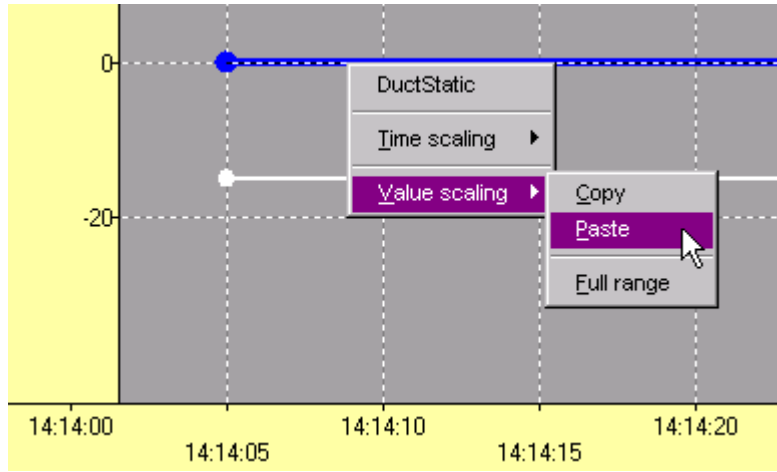 0
DuctStatic
Time scaling
Value scaling
Copy
-20
Paste
Full range
14:14:00
14:14:10
14:14:20
14:14:05
14:14:15